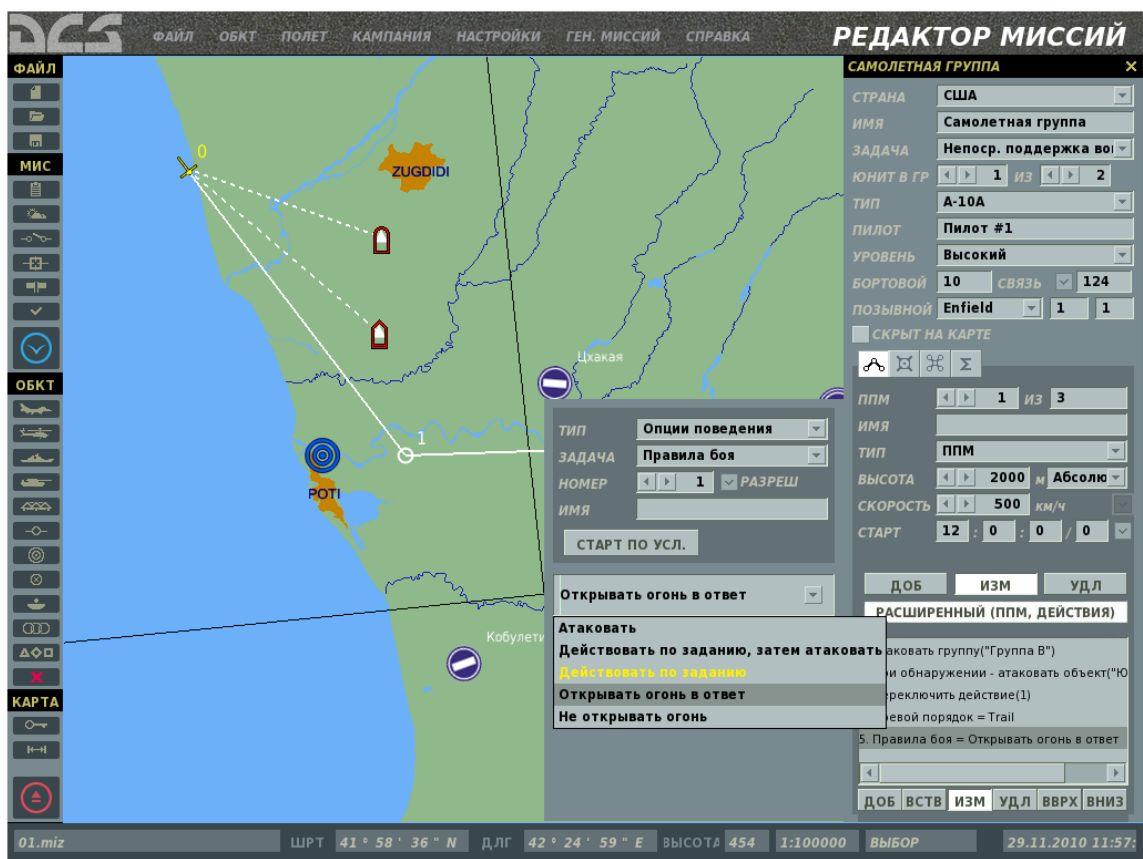 DCS ФАЙЛ ОБКТ ПОЛЕТ КАМПАНИЯ НАСТРОЙКИ ГЕН. МИССИЙ СПРАВКА РЕДАКТОР МИССИЙ
ФАЙЛ
МИС
ОБКТ
КАРТА
0
ZUGDIDI
Цхакая
1
POTI
Кобулети
САМОЛЕТНАЯ ГРУППА
СТРАНА США
ИМЯ Самолетная группа
ЗАДАЧА Непоср. поддержка
ЮНИТ В ГР 1 ИЗ 2
ТИП A-10A
ПИЛОТ Пилот #1
УРОВЕНЬ Высокий
БОРТОВОЙ 10 СВЯЗЬ 124
ПОЗЫВНОЙ Enfield 1 1
СКРЫТ НА КАРТЕ
Σ
ППМ 1 ИЗ 3
ИМЯ
ТИП ППМ
ВЫСОТА 2000 м Абсолю
СКОРОСТЬ 500 км/ч
СТАРТ 12 : 0 : 0 / 0
ДОБ ИЗМ УДЛ
РАСШИРЕННЫЙ (ППМ, ДЕЙСТВИЯ)
аковать группу("Группа В")
ри обнаружении - атаковать объект("Ю
ереключить действие(1)
евой порядок = Trail
5. Правила боя = Открывать огонь в ответ
ДОБ ВСТВ ИЗМ УДЛ ВВРХ ВНИЗ
ТИП Опции поведения
ЗАДАЧА Правила боя
НОМЕР 1 РАЗРЕШ
ИМЯ
СТАРТ ПО УСЛ.
Открывать огонь в ответ
Атаковать
Действовать по заданию, затем атаковать
Действовать по заданию
Открывать огонь в ответ
Не открывать огонь
01.miz ШРТ 41 ° 58 ' 36 " N ДЛГ 42 ° 24 ' 59 " E ВЫСОТА 454 1:100000 ВЫБОР 29.11.2010 11:57: